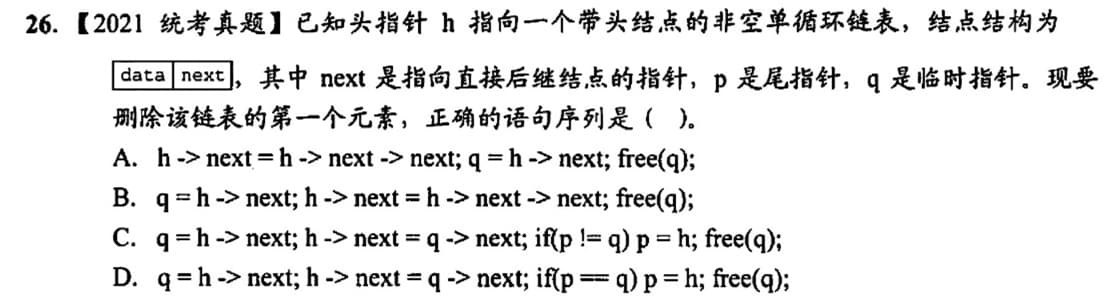 26.【2021 统考真题】已知头指针 h 指向一个带头结点的非空单循环链表，结点结构为
data next，其中 next 是指向直接后继结点的指针，p 是尾指针，q 是临时指针。现要
删除该链表的第一个元素，正确的语句序列是（ ）。
A. h -> next = h -> next -> next; q = h -> next; free(q);
B. q = h -> next; h -> next = h -> next -> next; free(q);
C. q = h -> next; h -> next = q -> next; if(p != q) p = h; free(q);
D. q = h -> next; h -> next = q -> next; if(p == q) p = h; free(q);